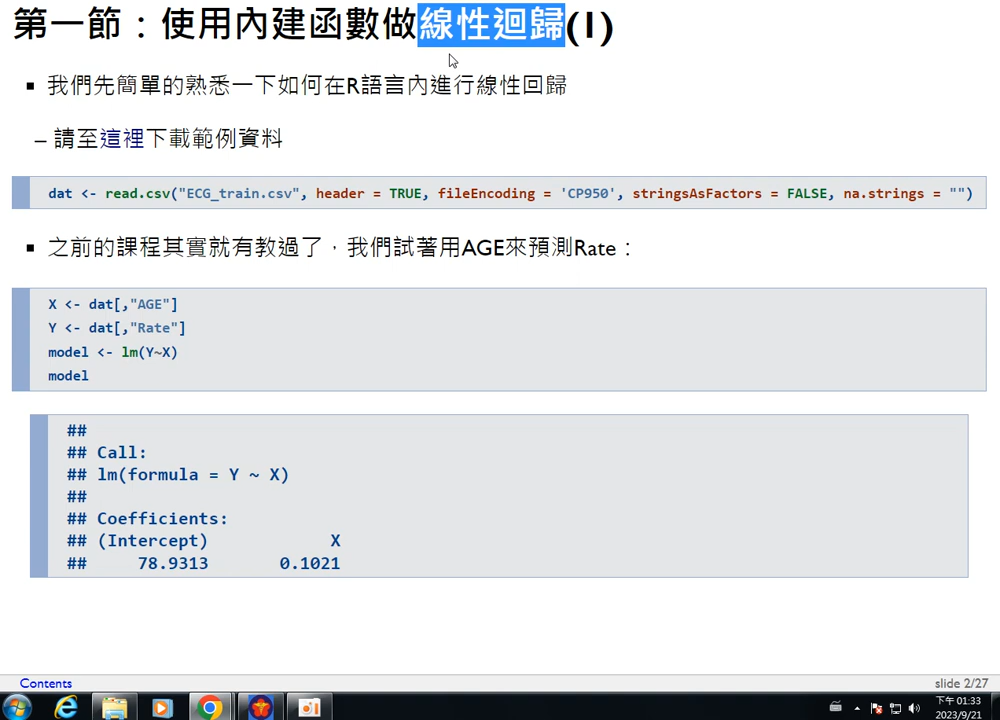 第一節：使用內建函數做線性迴歸(1)
▪ 我們先簡單的熟悉一下如何在R語言內進行線性回歸
– 請至這裡下載範例資料
dat <- read.csv("ECG_train.csv", header = TRUE, fileEncoding = 'CP950', stringsAsFactors = FALSE, na.strings = "")
▪ 之前的課程其實就有教過了，我們試著用AGE來預測Rate：
X <- dat[,"AGE"]
Y <- dat[,"Rate"]
model <- lm(Y~X)
model
##
## Call:
## lm(formula = Y ~ X)
##
## Coefficients:
## (Intercept)            X
##     78.9313       0.1021
Contents
slide 2/27
下午 01:33
2023/9/21